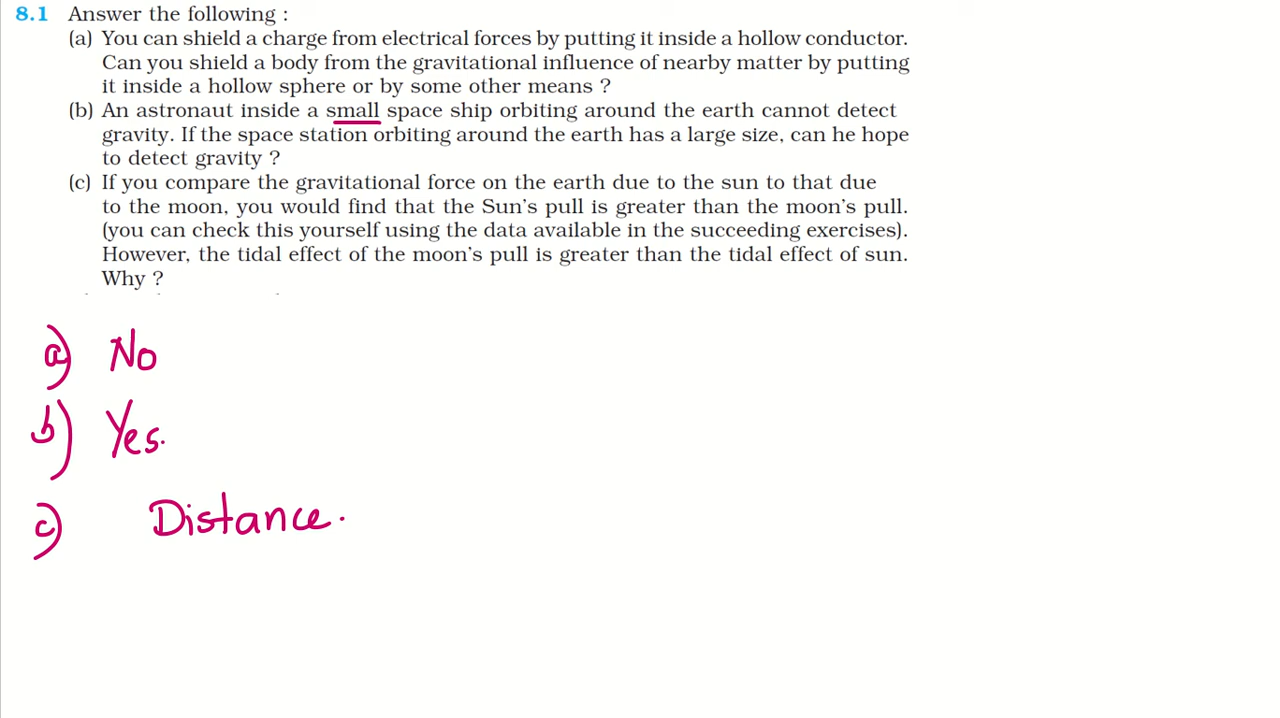 8.1 Answer the following :
(a) You can shield a charge from electrical forces by putting it inside a hollow conductor.
Can you shield a body from the gravitational influence of nearby matter by putting
it inside a hollow sphere or by some other means ?
(b) An astronaut inside a small space ship orbiting around the earth cannot detect
gravity. If the space station orbiting around the earth has a large size, can he hope
to detect gravity ?
(c) If you compare the gravitational force on the earth due to the sun to that due
to the moon, you would find that the Sun's pull is greater than the moon's pull.
(you can check this yourself using the data available in the succeeding exercises).
However, the tidal effect of the moon's pull is greater than the tidal effect of sun.
Why ?
a) No
b) Yes.
c) Distance.